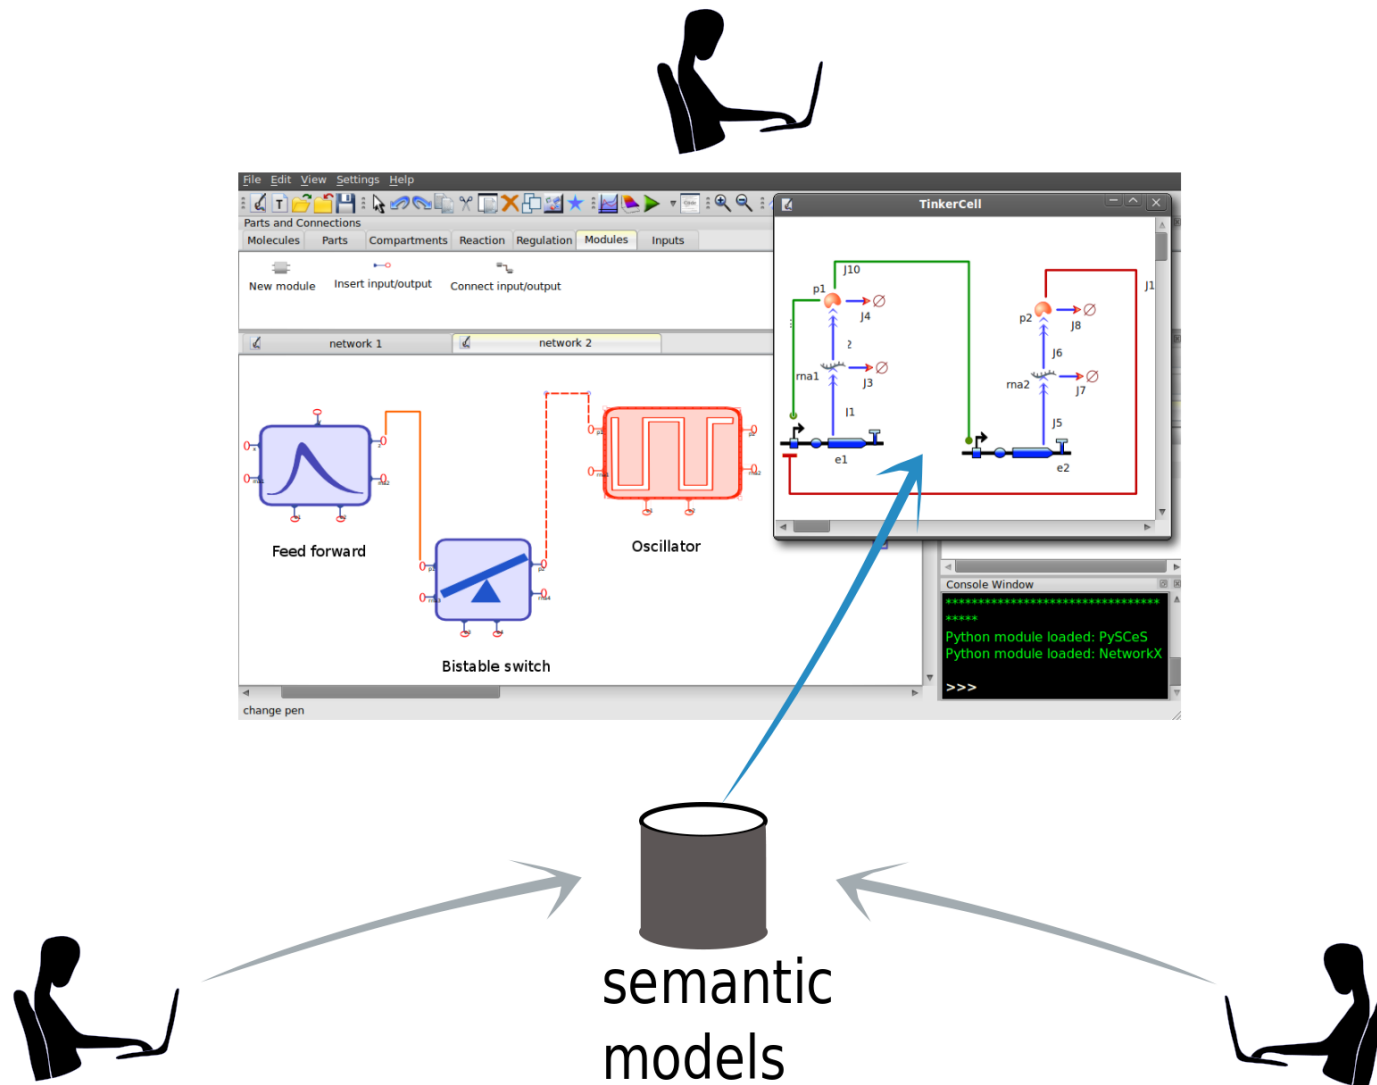 File Edit View Settings Help
TinkerCell
Parts and Connections
Molecules Parts Compartments Reaction Regulation Modules Inputs
New module Insert input/output Connect input/output
network 1 network 2
J10
J1
p1
J4
p2
J8
2
J6
rna1
J3
rna2
J7
J1
J5
e1
e2
Feed forward
Oscillator
Bistable switch
Console Window
**********************************
*****
Python module loaded: PySCeS
Python module loaded: NetworkX
>>>
change pen
semantic
models